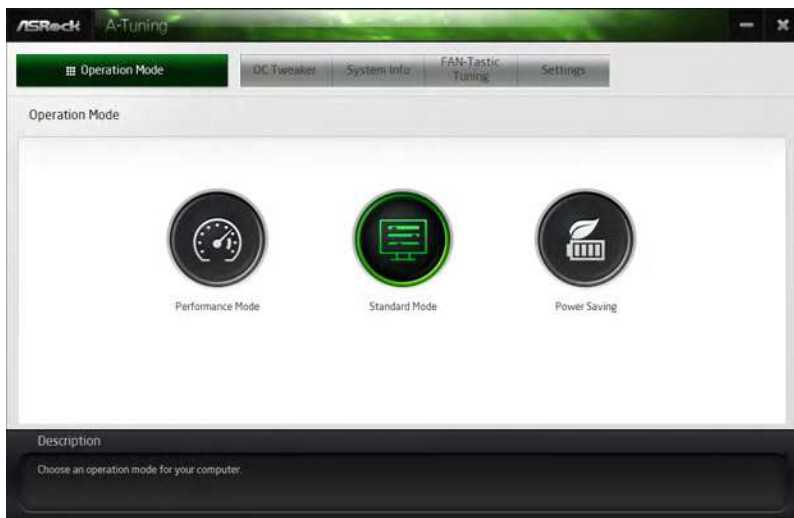 ASRock A-Tuning
Operation Mode OC Tweaker System Info FAN-Tastic Tuning Settings
Operation Mode
Performance Mode Standard Mode Power Saving
Description
Choose an operation mode for your computer.